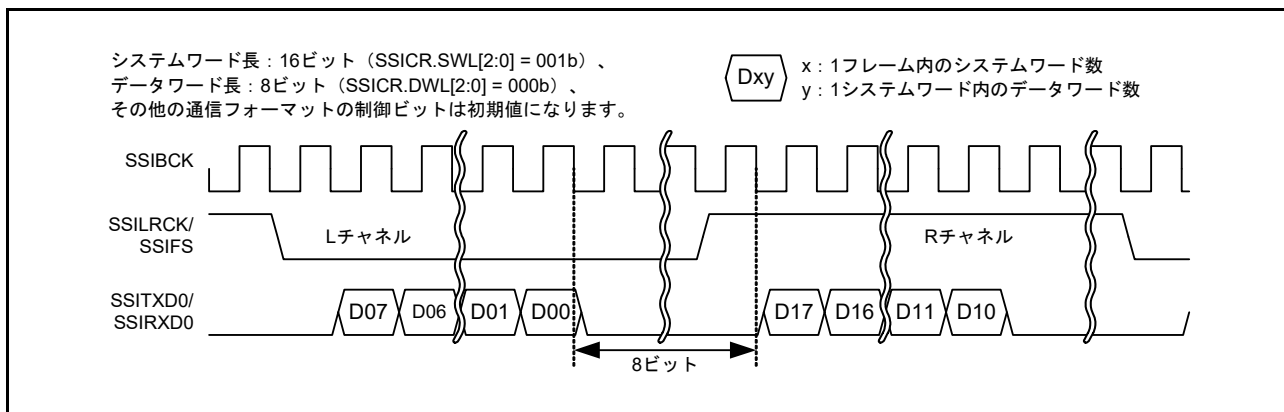 システムワード長：16ビット（SSICR.SWL[2:0] = 001b）、
データワード長：8ビット（SSICR.DWL[2:0] = 000b）、
その他の通信フォーマットの制御ビットは初期値になります。
Dxy
x：1フレーム内のシステムワード数
y：1システムワード内のデータワード数
SSIBCK
SSILRCK/
SSIFS
Lチャネル
Rチャネル
SSITXD0/
SSIRXD0
D07 D06 D01 D00 D17 D16 D11 D10
8ビット